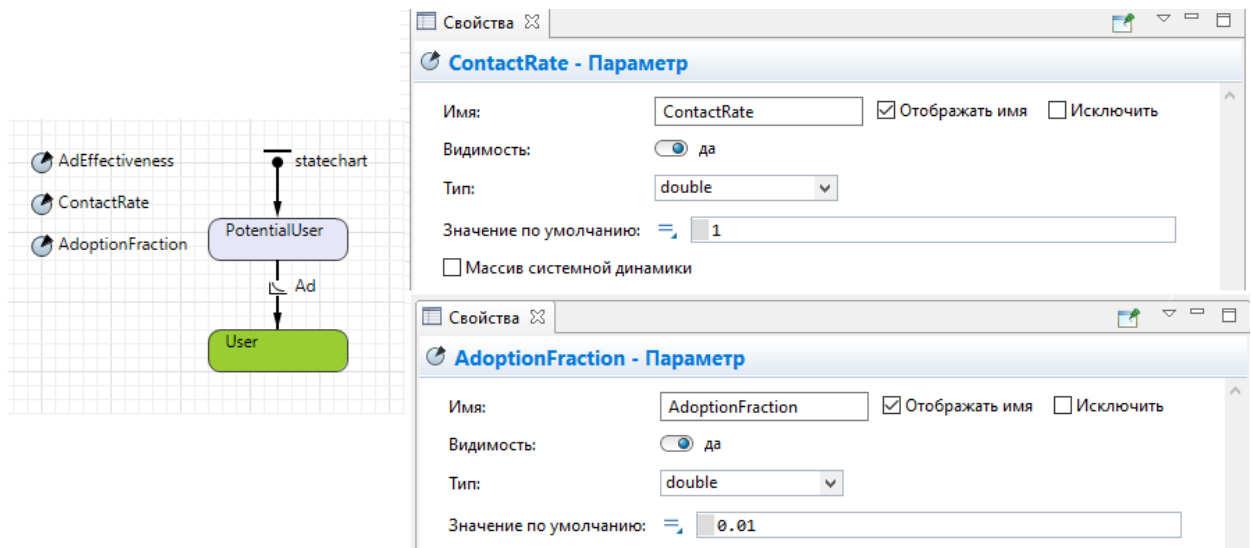 AdEffectiveness
ContactRate
AdoptionFraction
statechart
PotentialUser
Ad
User
Свойства
ContactRate - Параметр
Имя: ContactRate Отображать имя Исключить
Видимость: да
Тип: double
Значение по умолчанию: 1
Массив системной динамики
Свойства
AdoptionFraction - Параметр
Имя: AdoptionFraction Отображать имя Исключить
Видимость: да
Тип: double
Значение по умолчанию: 0.01